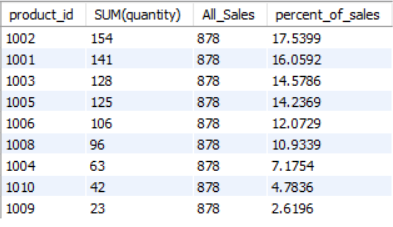 product_id SUM(quantity) All_Sales percent_of_sales
1002 154 878 17.5399
1001 141 878 16.0592
1003 128 878 14.5786
1005 125 878 14.2369
1006 106 878 12.0729
1008 96 878 10.9339
1004 63 878 7.1754
1010 42 878 4.7836
1009 23 878 2.6196